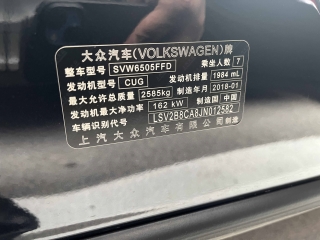 大众汽车(VOLKSWAGEN)牌
整车型号 SVW6505FFD 乘坐人数 7
发动机型号 CUG 发动机排量 1984 mL
最大允许总质量 2585kg 制造年月 2018-01
发动机最大净功率 162 kW 制造国 中国
车辆识别代号 LSV2B8CA8JN012582
上汽大众汽车有限公司 制造